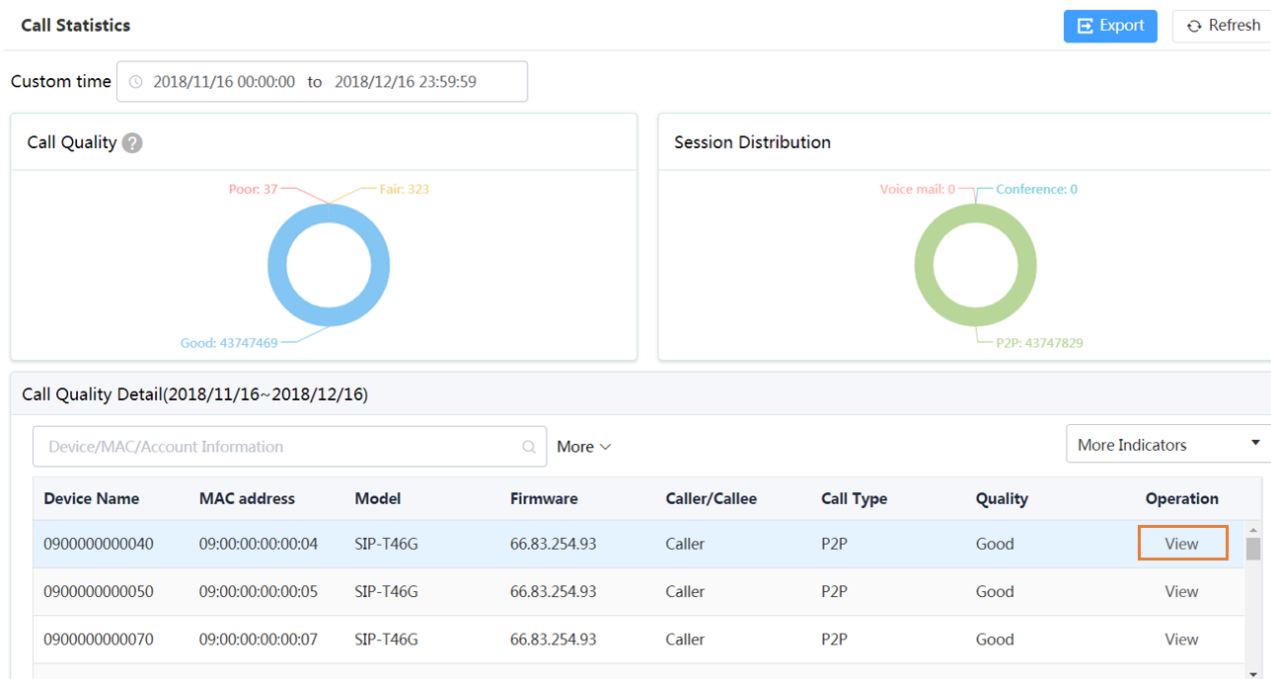 Call Statistics Export Refresh
Custom time 2018/11/16 00:00:00 to 2018/12/16 23:59:59
Call Quality ?
Poor: 37 Fair: 323
Good: 43747469
Session Distribution
Voice mail: 0 Conference: 0
P2P: 43747829
Call Quality Detail(2018/11/16~2018/12/16)
Device/MAC/Account Information More More Indicators
Device Name MAC address Model Firmware Caller/Callee Call Type Quality Operation
0900000000040 09:00:00:00:00:04 SIP-T46G 66.83.254.93 Caller P2P Good View
0900000000050 09:00:00:00:00:05 SIP-T46G 66.83.254.93 Caller P2P Good View
0900000000070 09:00:00:00:00:07 SIP-T46G 66.83.254.93 Caller P2P Good View